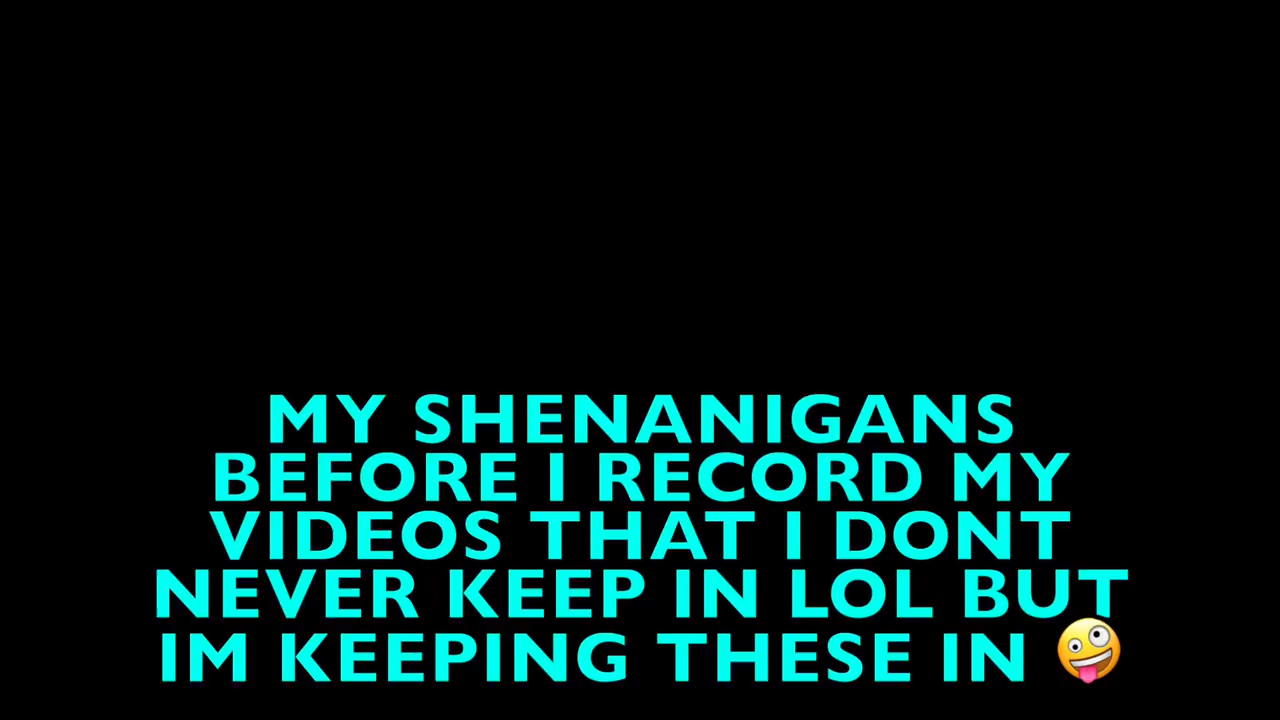 MY SHENANIGANS
BEFORE I RECORD MY
VIDEOS THAT I DONT
NEVER KEEP IN LOL BUT
IM KEEPING THESE IN 🤪